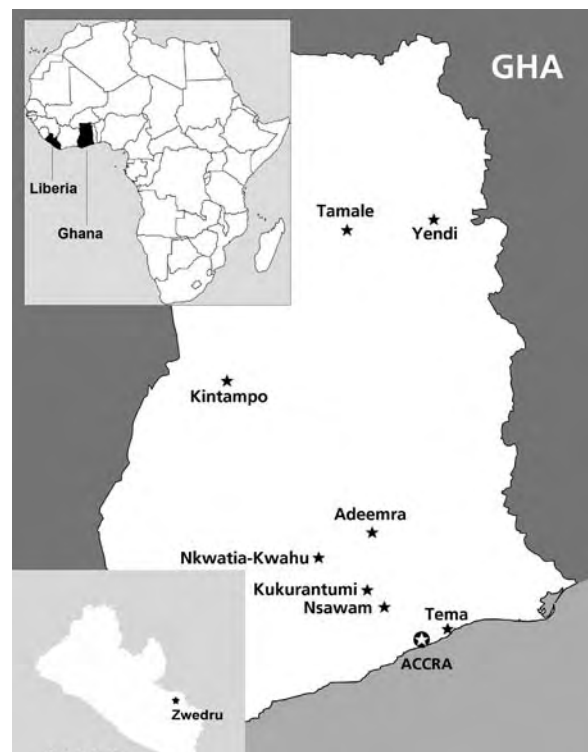 GHA
Liberia
Ghana
Tamale
Yendi
Kintampo
Adeemra
Nkwatia-Kwahu
Kukurantumi
Nsawam
Tema
ACCRA
Zwedru